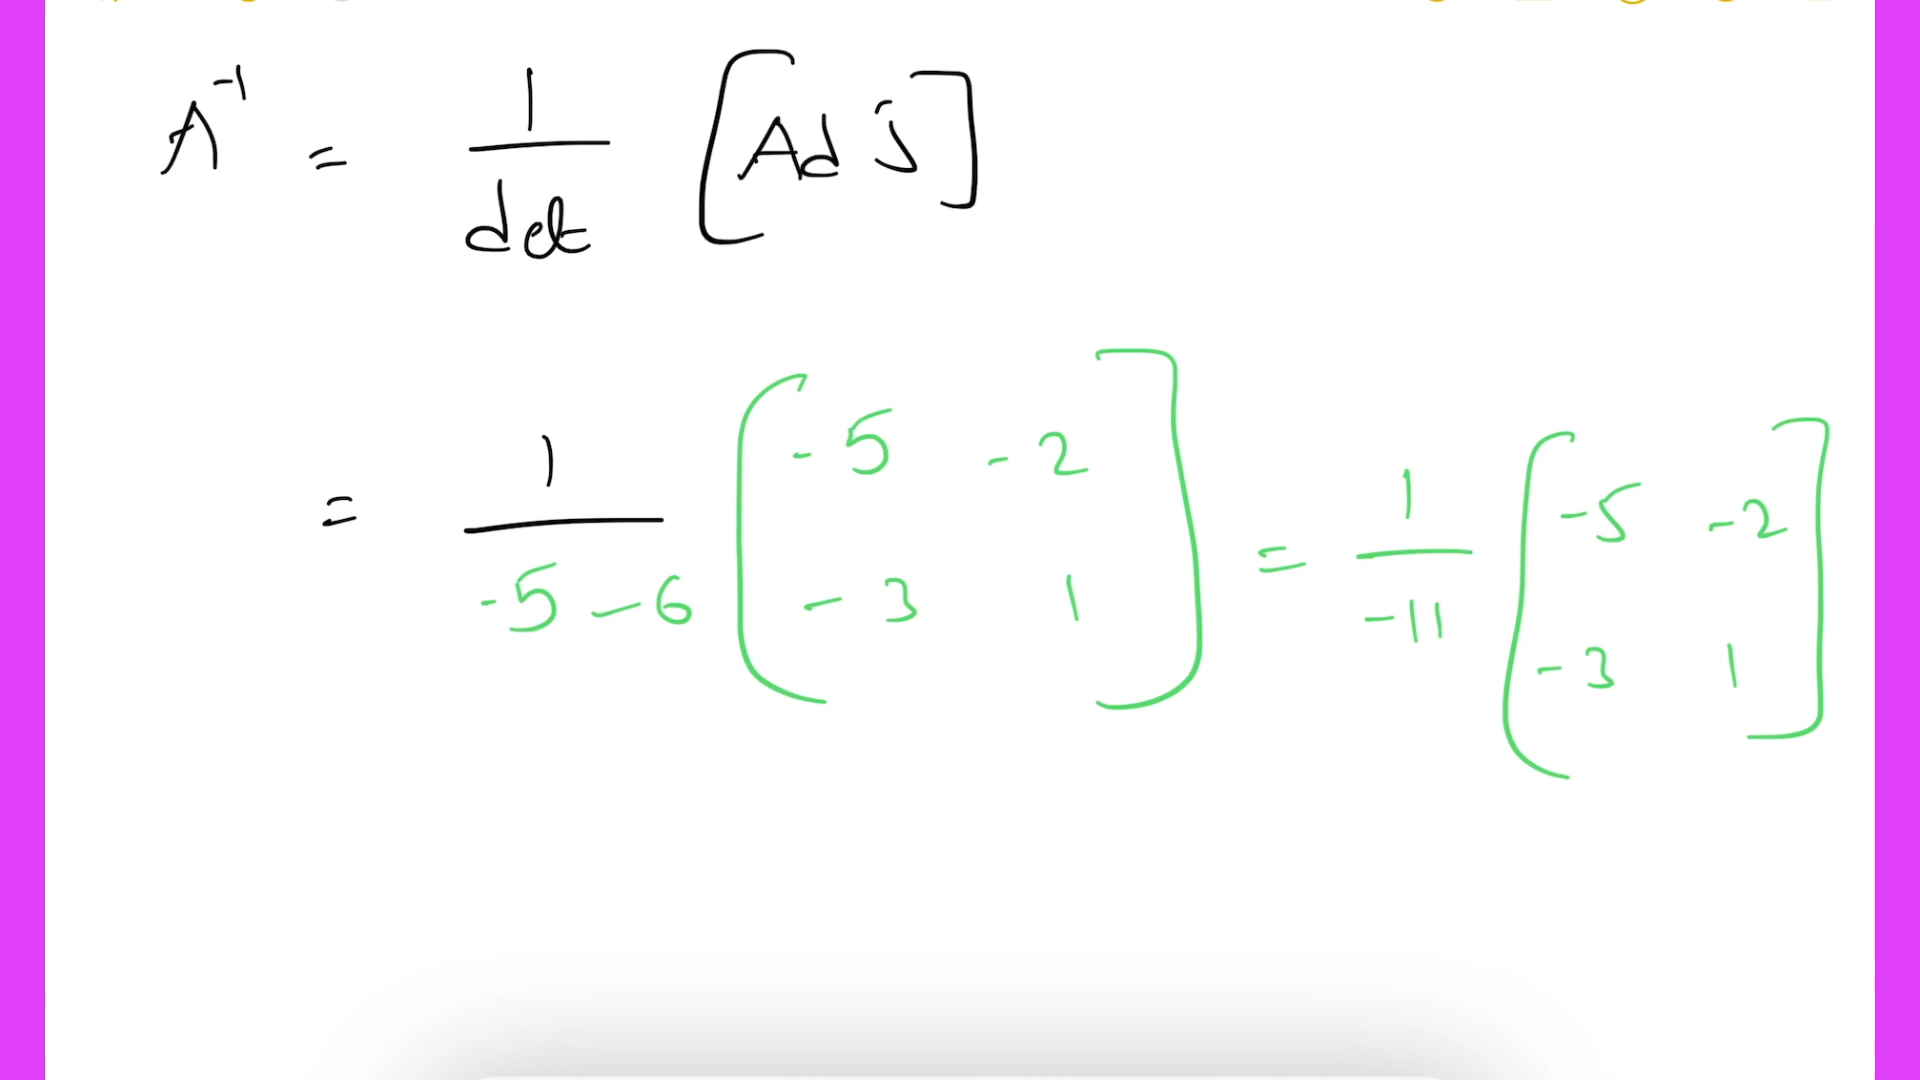 A⁻¹ = 1/det [Adj]
= 1/(-5 - 6) [-5 -2
-3 1] = 1/-11 [-5 -2
-3 1]